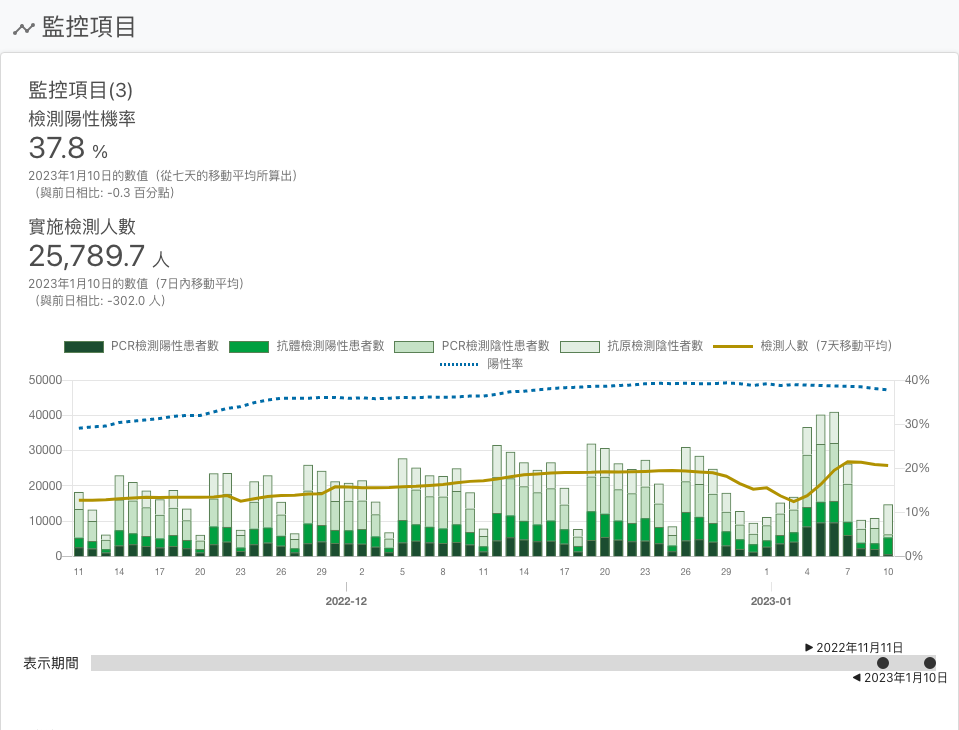 監控項目
監控項目(3)
檢測陽性機率
37.8 %
2023年1月10日的數值（從七天的移動平均所算出）
（與前日相比: -0.3 百分點）
實施檢測人數
25,789.7 人
2023年1月10日的數值（7日內移動平均）
（與前日相比: -302.0 人）
PCR檢測陽性患者數 抗體檢測陽性患者數 PCR檢測陰性患者數 抗原檢測陰性者數 檢測人數（7天移動平均）
陽性率
50000 40%
40000
30% 
30000
20000 20%
10000 10%
0 0%
11 14 17 20 23 26 29 2 5 8 11 14 17 20 23 26 29 1 4 7 10
2022-12 2023-01
▶ 2022年11月11日
表示期間
◀ 2023年1月10日